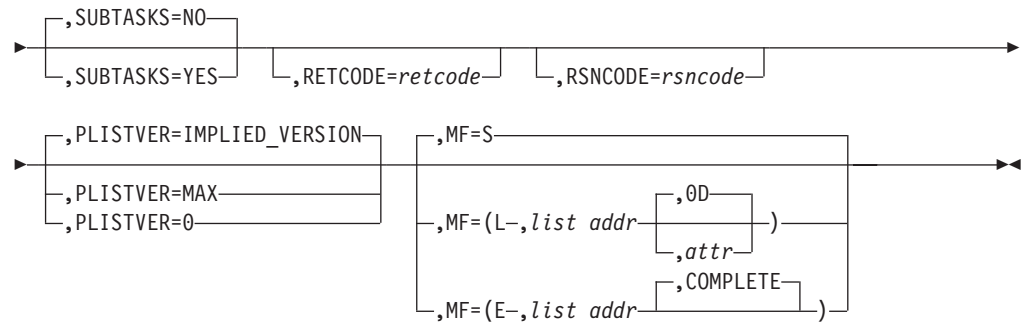 ,SUBTASKS=NO
,SUBTASKS=YES ,RETCODE=retcode ,RSNCODE=rsncode
,PLISTVER=IMPLIED_VERSION ,MF=S
,PLISTVER=MAX
,PLISTVER=0 ,MF=(L ,list addr ,0D )
,attr
,COMPLETE
,MF=(E ,list addr )